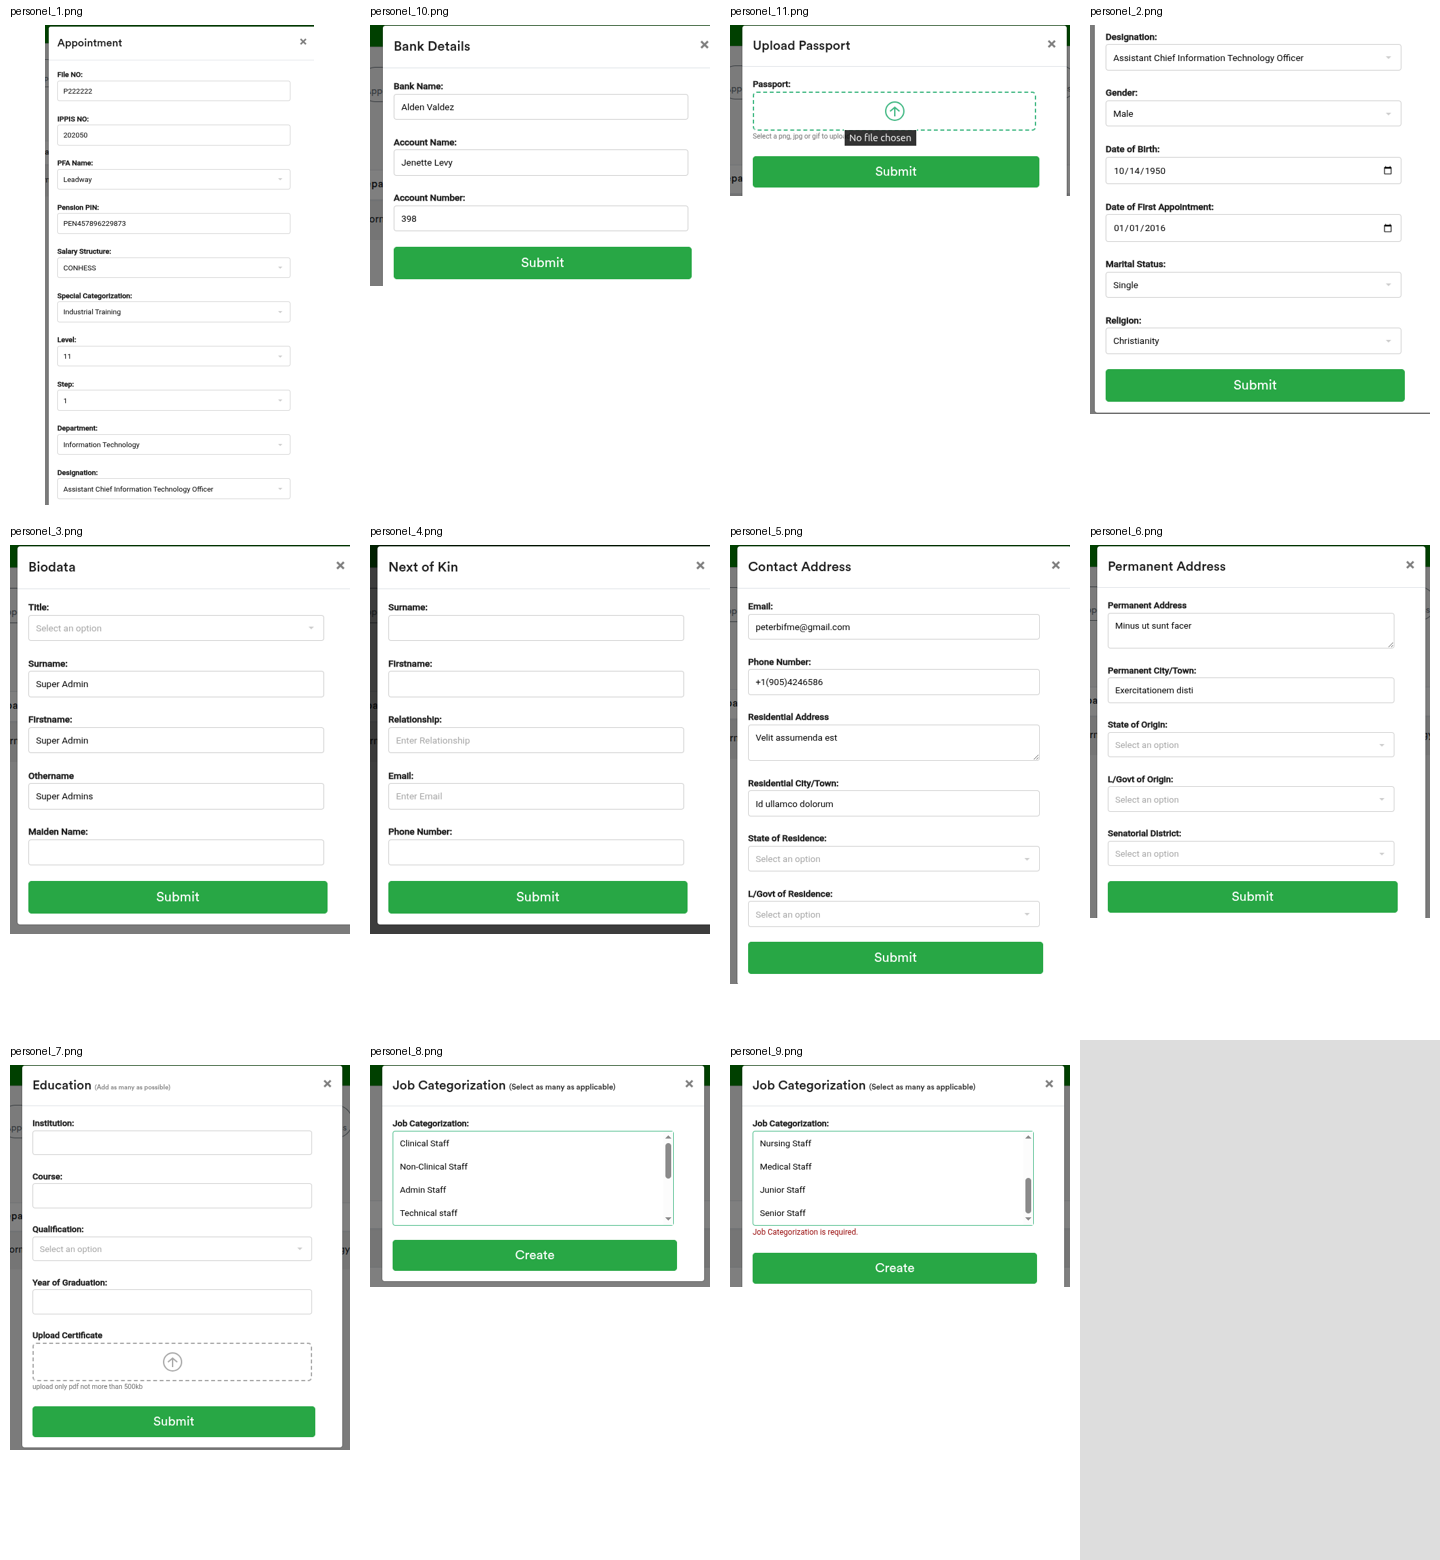 personel_1.png
Appointment
×
File NO:
P222222
IPPIS NO:
202050
PFA Name:
Leadway
Pension PIN:
PEN457896229873
Salary Structure:
CONHESS
Special Categorization:
Industrial Training
Level:
11
Step:
1
Department:
Information Technology
Designation:
Assistant Chief Information Technology Officer
personel_10.png
Bank Details
×
Bank Name:
Alden Valdez
Account Name:
Jenette Levy
Account Number:
398
Submit
personel_11.png
Upload Passport
×
Passport:
Select a png, jpg or gif to uplo
No file chosen
Submit
personel_2.png
Designation:
Assistant Chief Information Technology Officer
Gender:
Male
Date of Birth:
10/14/1950
Date of First Appointment:
01/01/2016
Marital Status:
Single
Religion:
Christianity
Submit
personel_3.png
Biodata
×
Title:
Select an option
Surname:
Super Admin
Firstname:
Super Admin
Othername
Super Admins
Maiden Name:
Submit
personel_4.png
Next of Kin
×
Surname:
Firstname:
Relationship:
Enter Relationship
Email:
Enter Email
Phone Number:
Submit
personel_5.png
Contact Address
×
Email:
peterbifme@gmail.com
Phone Number:
+1(905)4246586
Residential Address
Velit assumenda est
Residential City/Town:
Id ullamco dolorum
State of Residence:
Select an option
L/Govt of Residence:
Select an option
Submit
personel_6.png
Permanent Address
×
Permanent Address
Minus ut sunt facer
Permanent City/Town:
Exercitationem disti
State of Origin:
Select an option
L/Govt of Origin:
Select an option
Senatorial District:
Select an option
Submit
personel_7.png
Education (Add as many as possible)
×
Institution:
Course:
Qualification:
Select an option
Year of Graduation:
Upload Certificate
upload only pdf not more than 500kb
Submit
personel_8.png
Job Categorization (Select as many as applicable)
×
Job Categorization:
Clinical Staff
Non-Clinical Staff
Admin Staff
Technical staff
Create
personel_9.png
Job Categorization (Select as many as applicable)
×
Job Categorization:
Nursing Staff
Medical Staff
Junior Staff
Senior Staff
Job Categorization is required.
Create